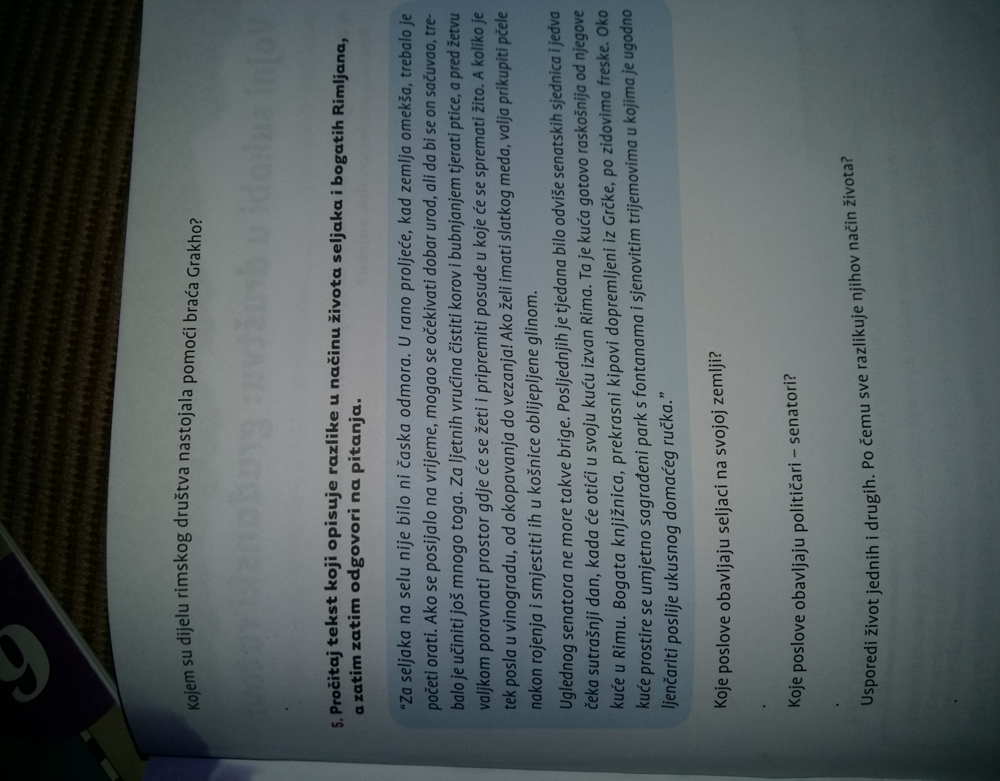 Kojem su dijelu rimskog društva nastojala pomoći braća Grakho?
5. Pročitaj tekst koji opisuje razlike u načinu života seljaka i bogatih Rimljana,
a zatim zatim odgovori na pitanja.
“Za seljaka na selu nije bilo ni časka odmora. U rano proljeće, kad zemlja omekša, trebalo je
početi orati. Ako se posijalo na vrijeme, mogao se očekivati dobar urod, ali da bi se on sačuvao, tre-
balo je učiniti još mnogo toga. Za ljetnih vrućina čistiti korov i bubnjanjem tjerati ptice, a pred žetvu
valjkom poravnati prostor gdje će se žeti i pripremiti posude u koje će se spremati žito. A koliko je
tek posla u vinogradu, od okopavanja do vezanja! Ako želi imati slatkog meda, valja prikupiti pčele
nakon rojenja i smjestiti ih u košnice oblijepljene glinom.
Uglednog senatora ne more takve brige. Posljednjih je tjedana bilo odviše senatskih sjednica i jedva
čeka sutrašnji dan, kada će otići u svoju kuću izvan Rima. Ta je kuća gotovo raskošnija od njegove
kuće u Rimu. Bogata knjižnica, prekrasni kipovi dopremljeni iz Grčke, po zidovima freske. Oko
kuće prostire se umjetno sagrađeni park s fontanama i sjenovitim trijemovima u kojima je ugodno
ljenčariti poslije ukusnog domaćeg ručka.”
Koje poslove obavljaju seljaci na svojoj zemlji?
Koje poslove obavljaju političari – senatori?
Usporedi život jednih i drugih. Po čemu sve razlikuje njihov način života?